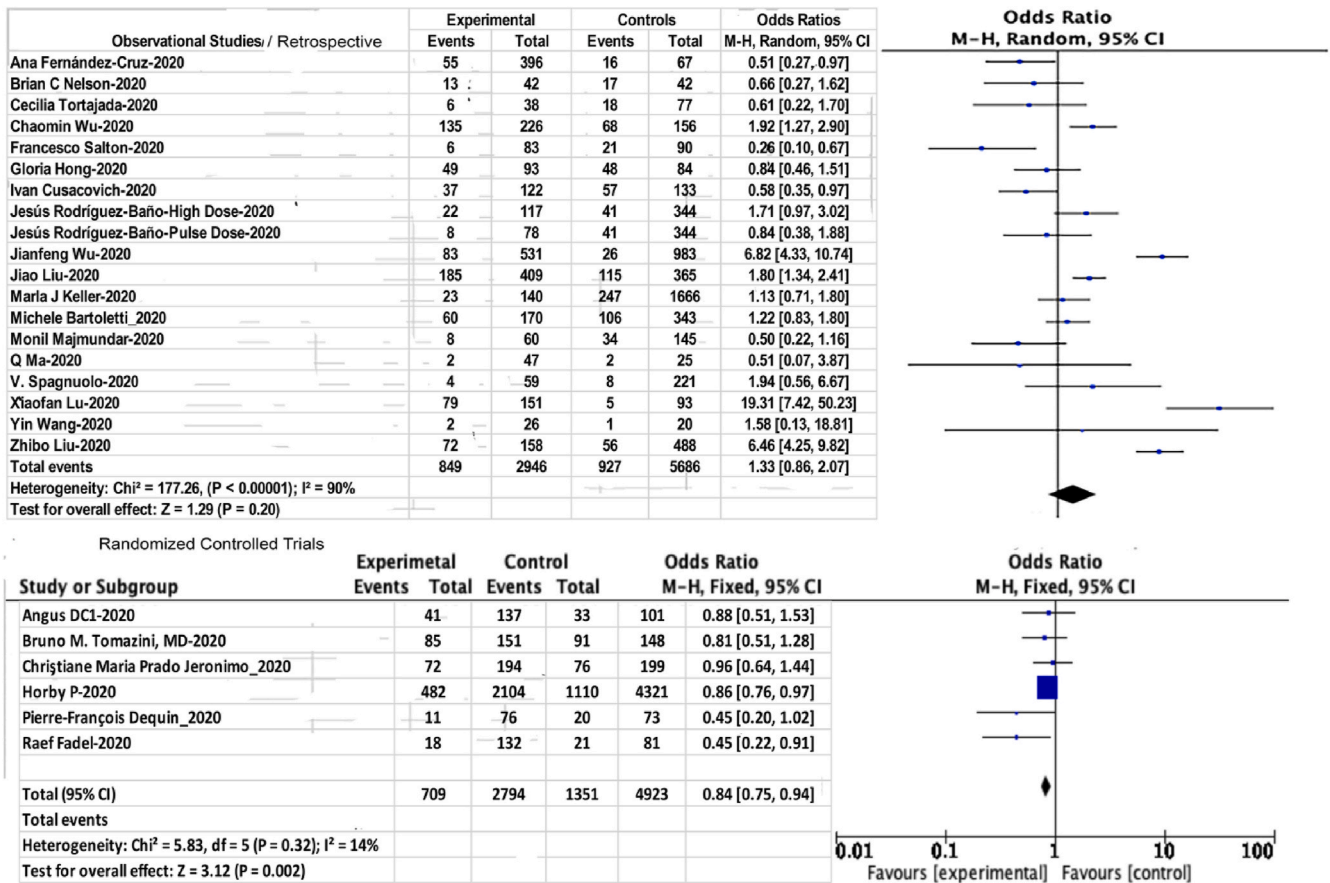 Experimental Controls Odds Ratios Odds Ratio
Observational Studies/ / Retrospective Events Total Events Total M-H, Random, 95% CI M-H, Random, 95% CI
Ana Fernández-Cruz-2020 55 396 16 67 0.51 [0.27, 0.97]
Brian C Nelson-2020 13 42 17 42 0.66 [0.27, 1.62]
Cecilia Tortajada-2020 6 38 18 77 0.61 [0.22, 1.70]
Chaomin Wu-2020 135 226 68 156 1.92 [1.27, 2.90]
Francesco Salton-2020 6 83 21 90 0.26 [0.10, 0.67]
Gloria Hong-2020 49 93 48 84 0.84 [0.46, 1.51]
Ivan Cusacovich-2020 37 122 57 133 0.58 [0.35, 0.97]
Jesús Rodríguez-Baño-High Dose-2020 22 117 41 344 1.71 [0.97, 3.02]
Jesús Rodríguez-Baño-Pulse Dose-2020 8 78 41 344 0.84 [0.38, 1.88]
Jianfeng Wu-2020 83 531 26 983 6.82 [4.33, 10.74]
Jiao Liu-2020 185 409 115 365 1.80 [1.34, 2.41]
Marla J Keller-2020 23 140 247 1666 1.13 [0.71, 1.80]
Michele Bartoletti_2020 60 170 106 343 1.22 [0.83, 1.80]
Monil Majmundar-2020 8 60 34 145 0.50 [0.22, 1.16]
Q Ma-2020 2 47 2 25 0.51 [0.07, 3.87]
V. Spagnuolo-2020 4 59 8 221 1.94 [0.56, 6.67]
Xiaofan Lu-2020 79 151 5 93 19.31 [7.42, 50.23]
Yin Wang-2020 2 26 1 20 1.58 [0.13, 18.81]
Zhibo Liu-2020 72 158 56 488 6.46 [4.25, 9.82]
Total events 849 2946 927 5686 1.33 [0.86, 2.07]
Heterogeneity: Chi² = 177.26, (P < 0.00001); I² = 90%
Test for overall effect: Z = 1.29 (P = 0.20)
Randomized Controlled Trials
Experimetal Control Odds Ratio Odds Ratio
Study or Subgroup Events Total Events Total M-H, Fixed, 95% CI M-H, Fixed, 95% CI
Angus DC1-2020 41 137 33 101 0.88 [0.51, 1.53]
Bruno M. Tomazini, MD-2020 85 151 91 148 0.81 [0.51, 1.28]
Christiane Maria Prado Jeronimo_2020 72 194 76 199 0.96 [0.64, 1.44]
Horby P-2020 482 2104 1110 4321 0.86 [0.76, 0.97]
Pierre-François Dequin_2020 11 76 20 73 0.45 [0.20, 1.02]
Raef Fadel-2020 18 132 21 81 0.45 [0.22, 0.91]
Total (95% CI) 709 2794 1351 4923 0.84 [0.75, 0.94]
Total events
Heterogeneity: Chi² = 5.83, df = 5 (P = 0.32); I² = 14%
Test for overall effect: Z = 3.12 (P = 0.002)
0.01 0.1 1 10 100
Favours [experimental] Favours [control]